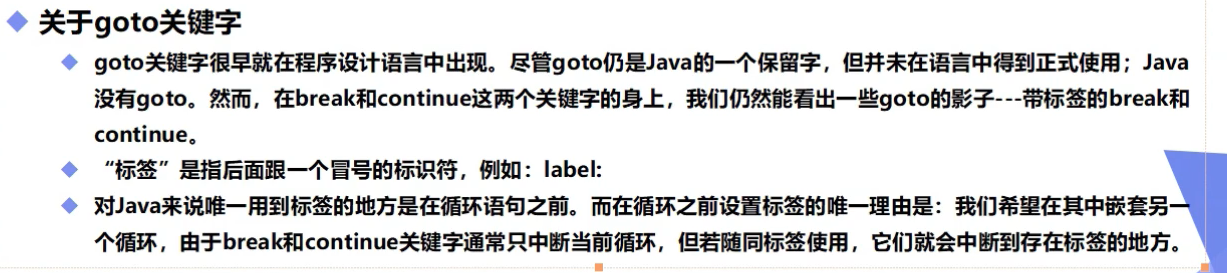 关于goto关键字
goto关键字很早就在程序设计语言中出现。尽管goto仍是Java的一个保留字，但并未在语言中得到正式使用；Java
没有goto。然而，在break和continue这两个关键字的身上，我们仍然能看出一些goto的影子---带标签的break和
continue。
“标签”是指后面跟一个冒号的标识符，例如：label:
对Java来说唯一用到标签的地方是在循环语句之前。而在循环之前设置标签的唯一理由是：我们希望在其中嵌套另一
个循环，由于break和continue关键字通常只中断当前循环，但若随同标签使用，它们就会中断到存在标签的地方。